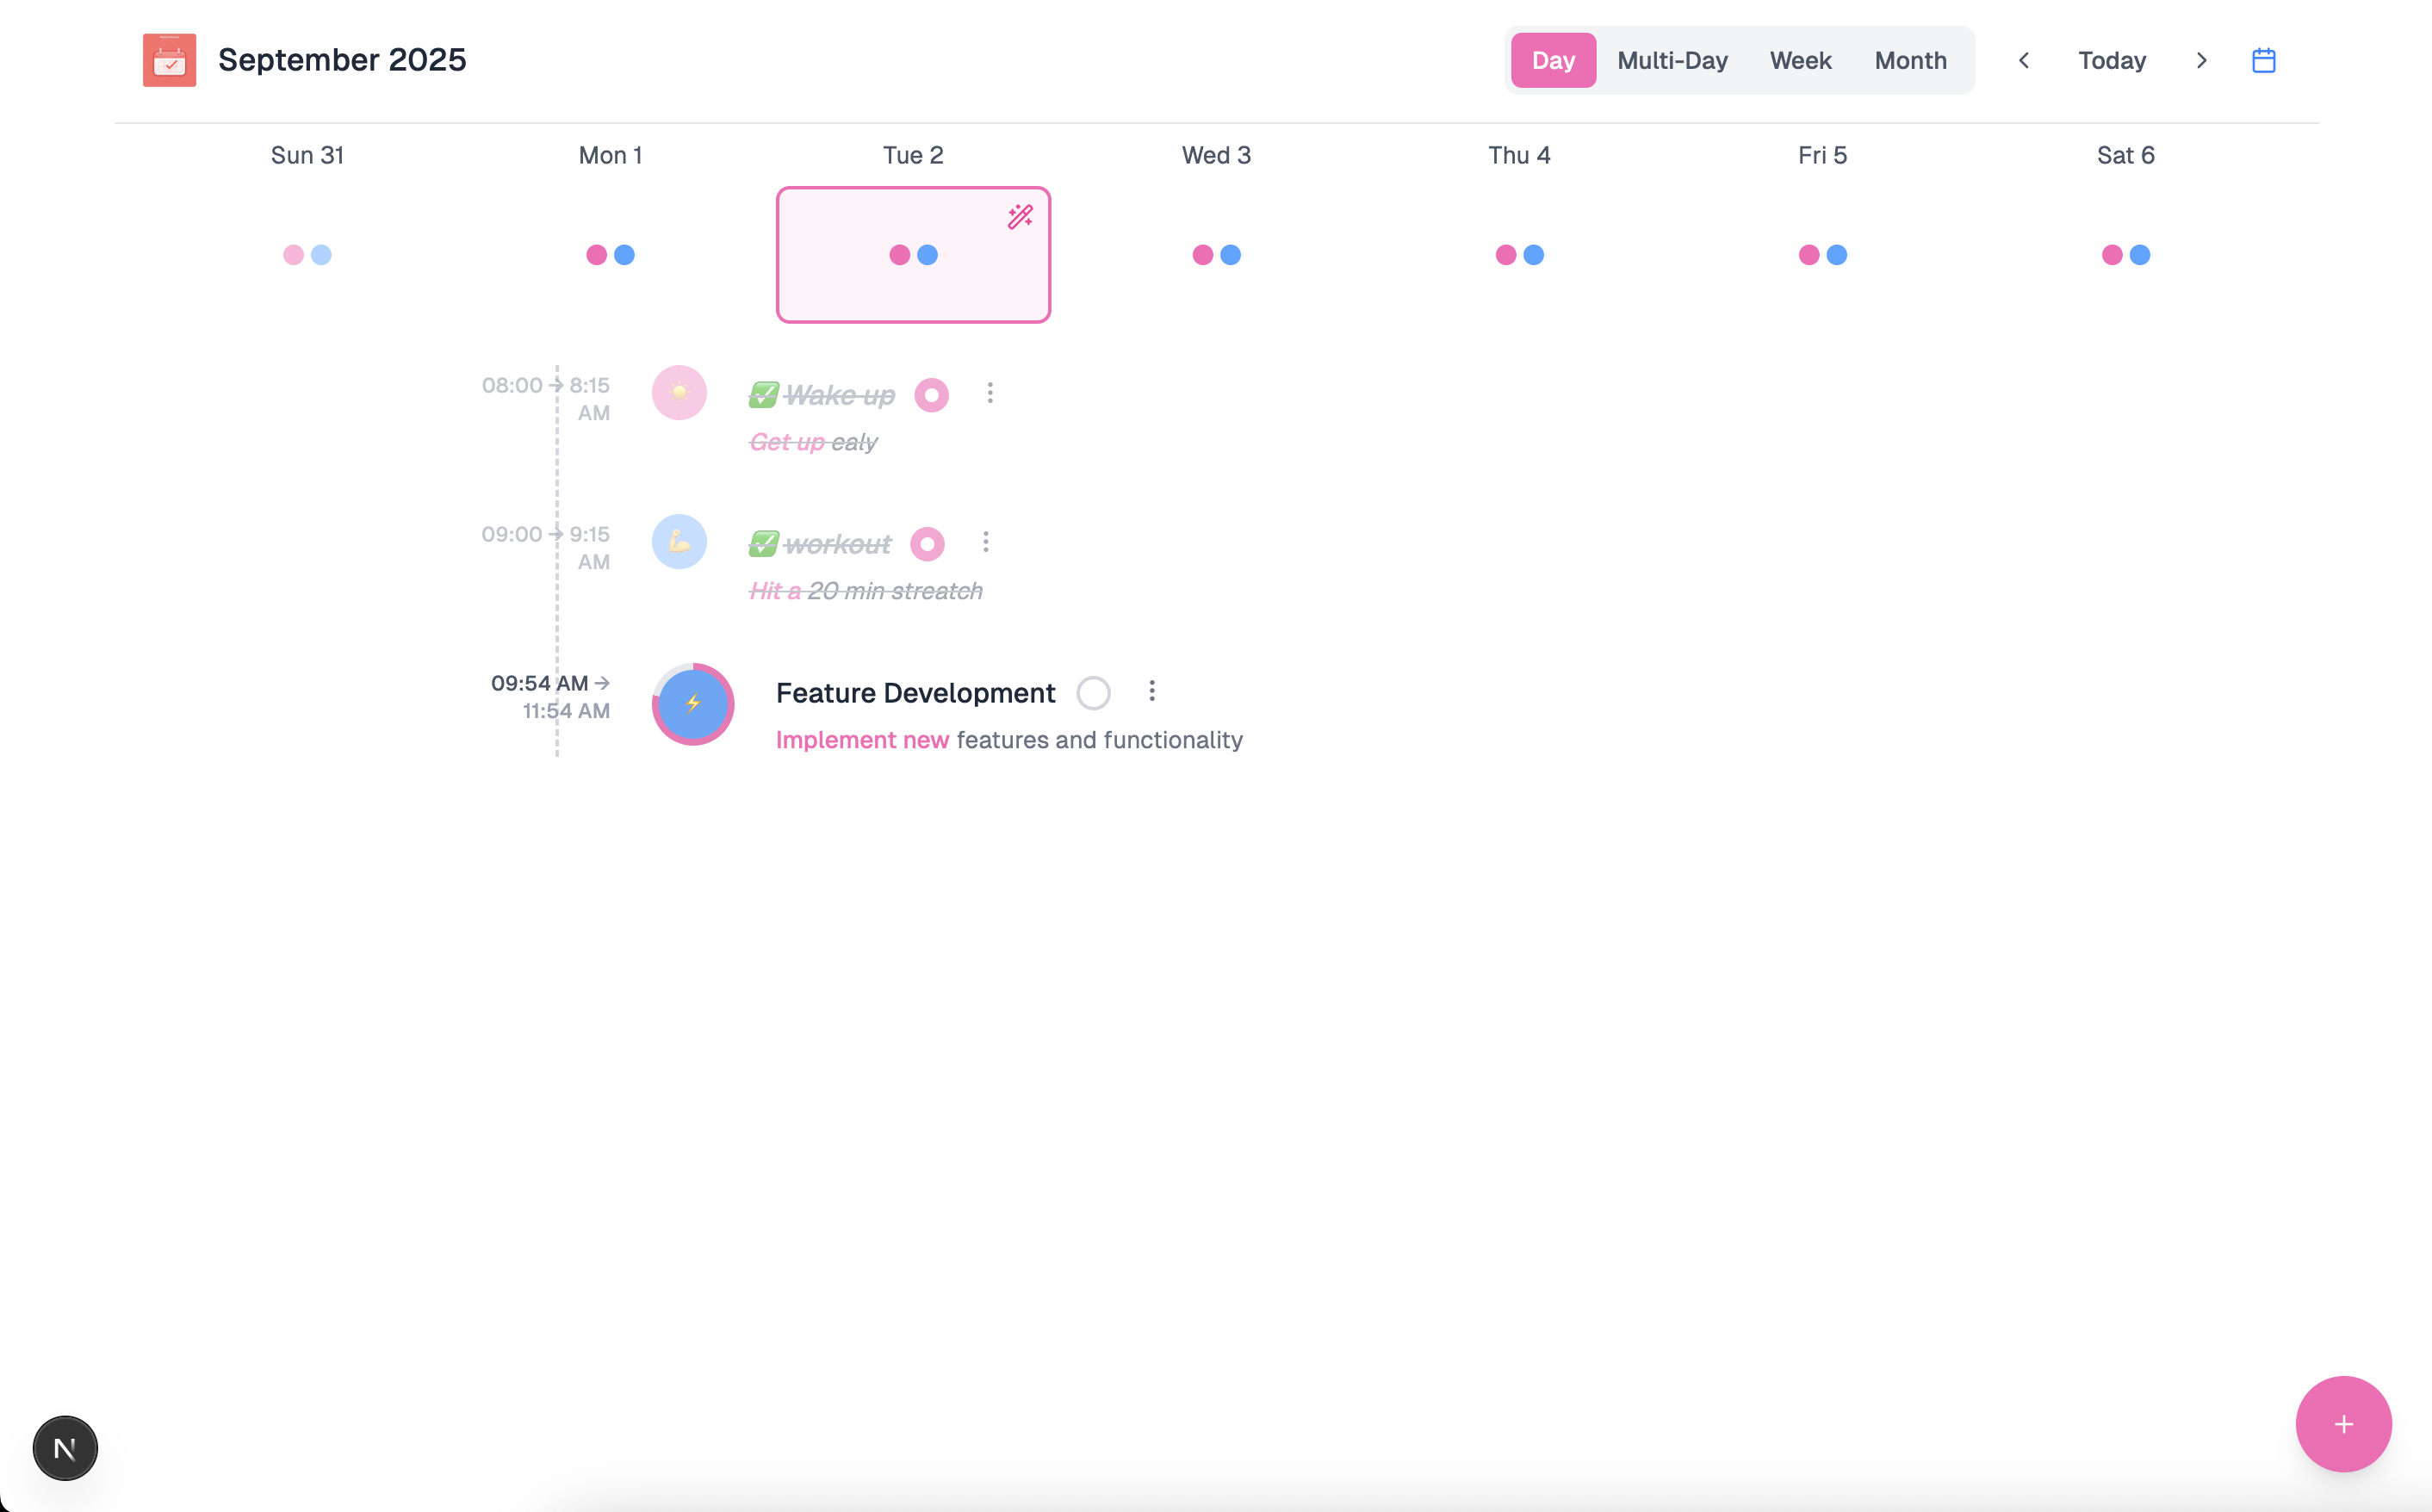 September 2025
Day Multi-Day Week Month Today
Sun 31 Mon 1 Tue 2 Wed 3 Thu 4 Fri 5 Sat 6
08:00 → 8:15
AM
✅ Wake up
Get up ealy
09:00 → 9:15
AM
✅ workout
Hit a 20 min streatch
09:54 AM →
11:54 AM
Feature Development
Implement new features and functionality
N